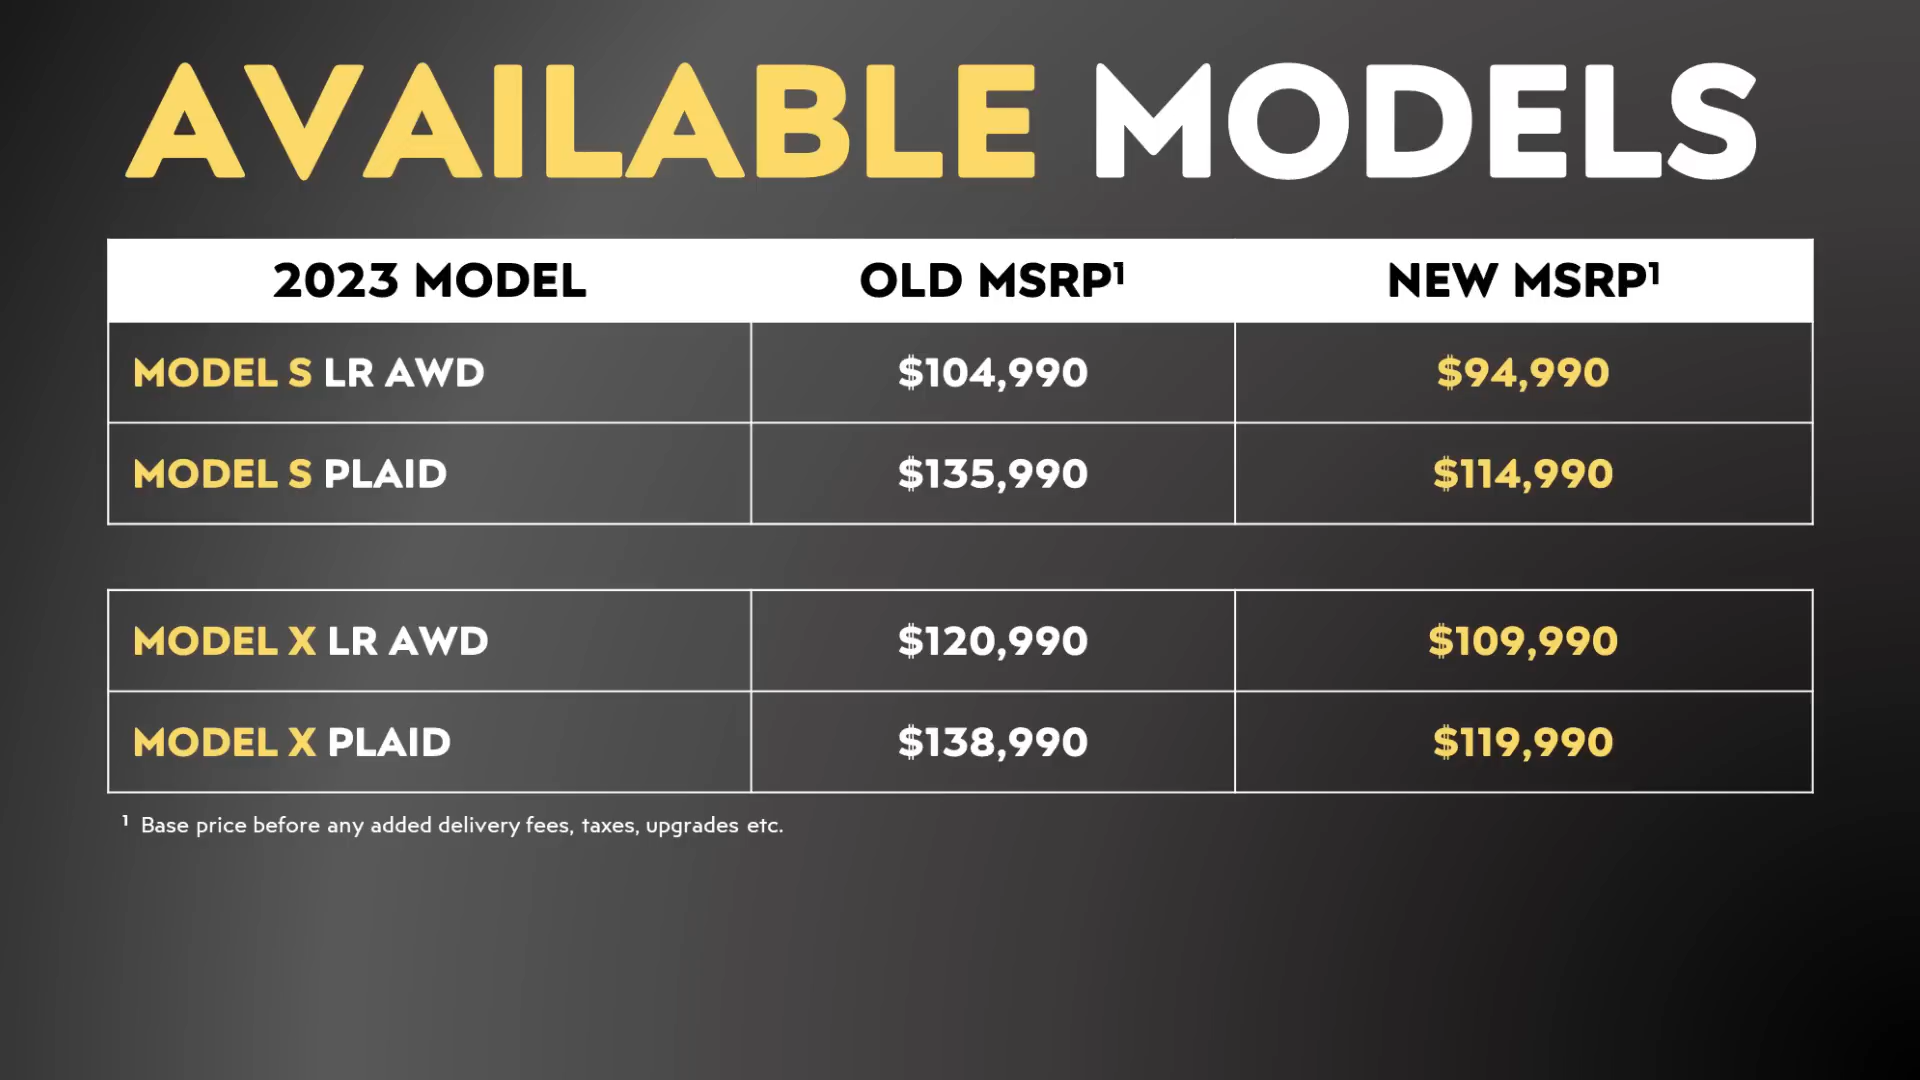 AVAILABLE MODELS
2023 MODEL OLD MSRP¹ NEW MSRP¹
MODEL S LR AWD $104,990 $94,990
MODEL S PLAID $135,990 $114,990
MODEL X LR AWD $120,990 $109,990
MODEL X PLAID $138,990 $119,990
¹ Base price before any added delivery fees, taxes, upgrades etc.